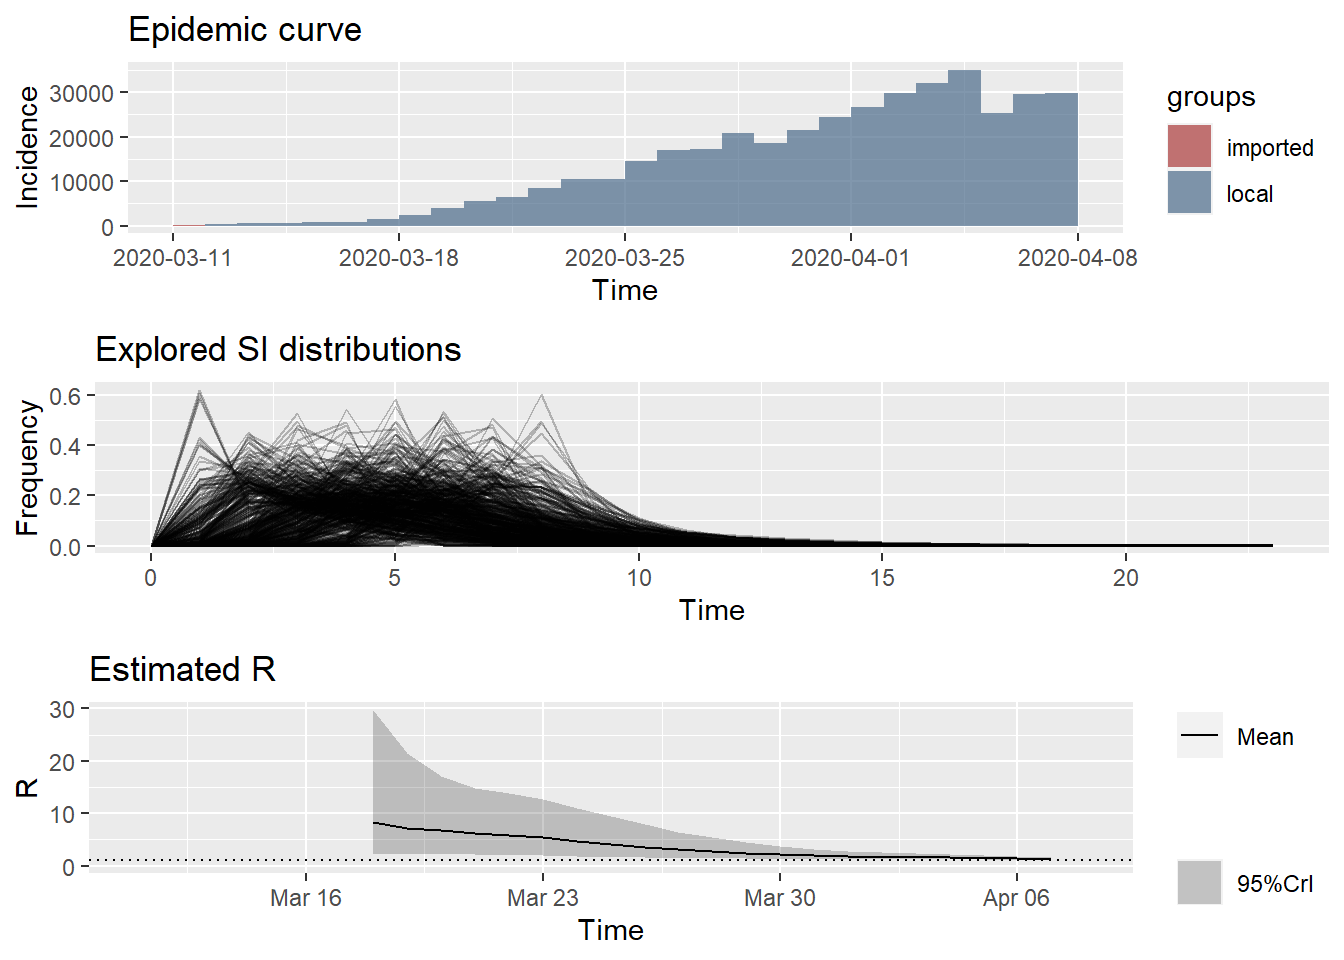 Epidemic curve
Incidence
30000
20000
10000
0
2020-03-11 2020-03-18 2020-03-25 2020-04-01 2020-04-08
Time
groups
imported
local
Explored SI distributions
Frequency
0.6
0.4
0.2
0.0
0 5 10 15 20
Time
Estimated R
R
30
20
10
0
Mar 16 Mar 23 Mar 30 Apr 06
Time
Mean
95%CrI